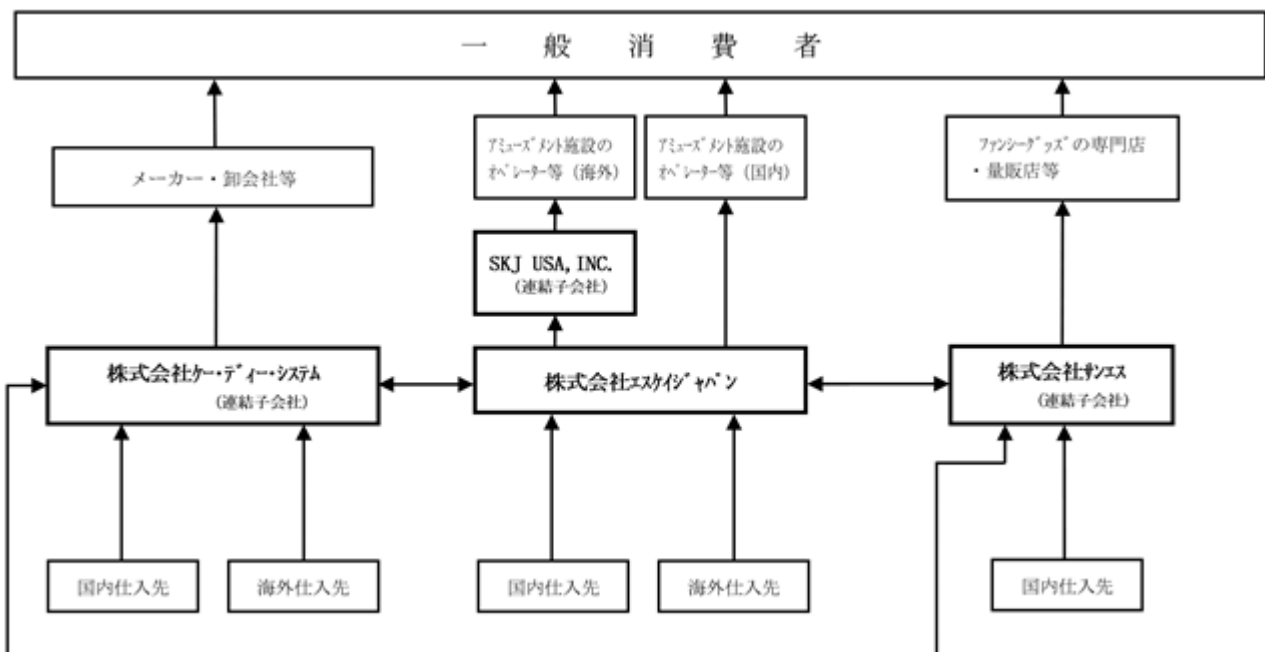 一 般 消 費 者
メーカー・卸会社等
ｱﾐｭｰｽﾞﾒﾝﾄ施設の
ｵﾍﾟﾚｰﾀｰ等（海外）
ｱﾐｭｰｽﾞﾒﾝﾄ施設の
ｵﾍﾟﾚｰﾀｰ等（国内）
ﾌｧﾝｼｰｸﾞｯｽﾞの専門店
・量販店等
SKJ USA, INC.
(連結子会社)
株式会社ｹｰ･ﾃﾞｨｰ･ｼｽﾃﾑ
(連結子会社)
株式会社ｴｽｹｲｼﾞｬﾊﾟﾝ
株式会社ｻﾝｴｽ
(連結子会社)
国内仕入先
海外仕入先
国内仕入先
海外仕入先
国内仕入先